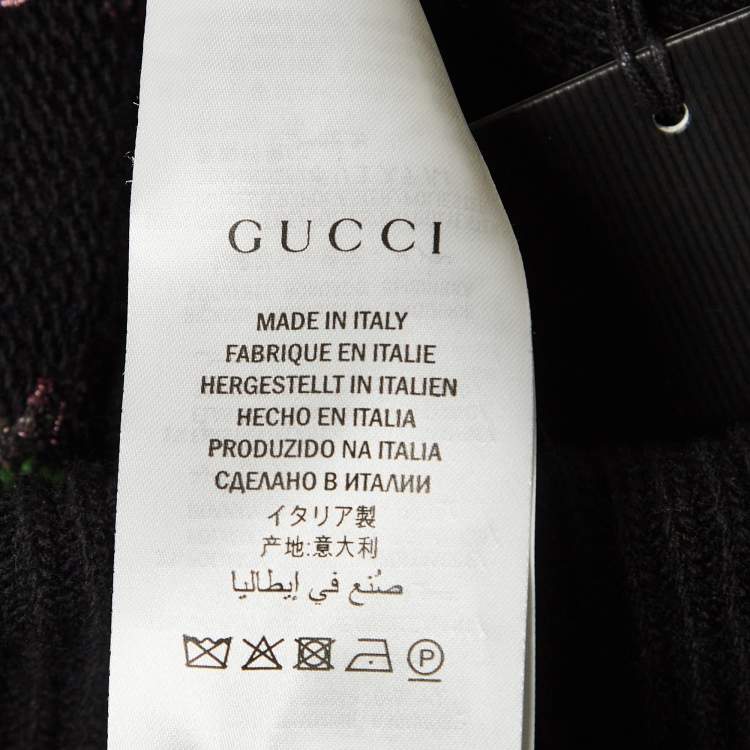 GUCCI
MADE IN ITALY
FABRIQUE EN ITALIE
HERGESTELLT IN ITALIEN
HECHO EN ITALIA
PRODUZIDO NA ITALIA
СДЕЛАНО В ИТАЛИИ
イタリア製
产地:意大利
صُنع في إيطاليا
P